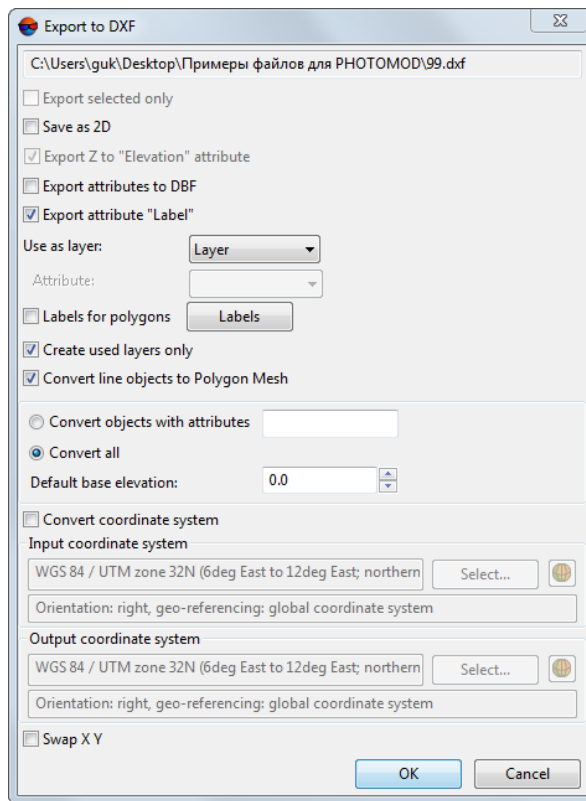 Export to DXF
C:\Users\guk\Desktop\Примеры файлов для PHOTOMOD\99.dxf
Export selected only
Save as 2D
Export Z to "Elevation" attribute
Export attributes to DBF
Export attribute "Label"
Use as layer: Layer
Attribute:
Labels for polygons Labels
Create used layers only
Convert line objects to Polygon Mesh
Convert objects with attributes
Convert all
Default base elevation: 0.0
Convert coordinate system
Input coordinate system
WGS 84 / UTM zone 32N (6deg East to 12deg East; northern Select...
Orientation: right, geo-referencing: global coordinate system
Output coordinate system
WGS 84 / UTM zone 32N (6deg East to 12deg East; northern Select...
Orientation: right, geo-referencing: global coordinate system
Swap X Y
OK Cancel